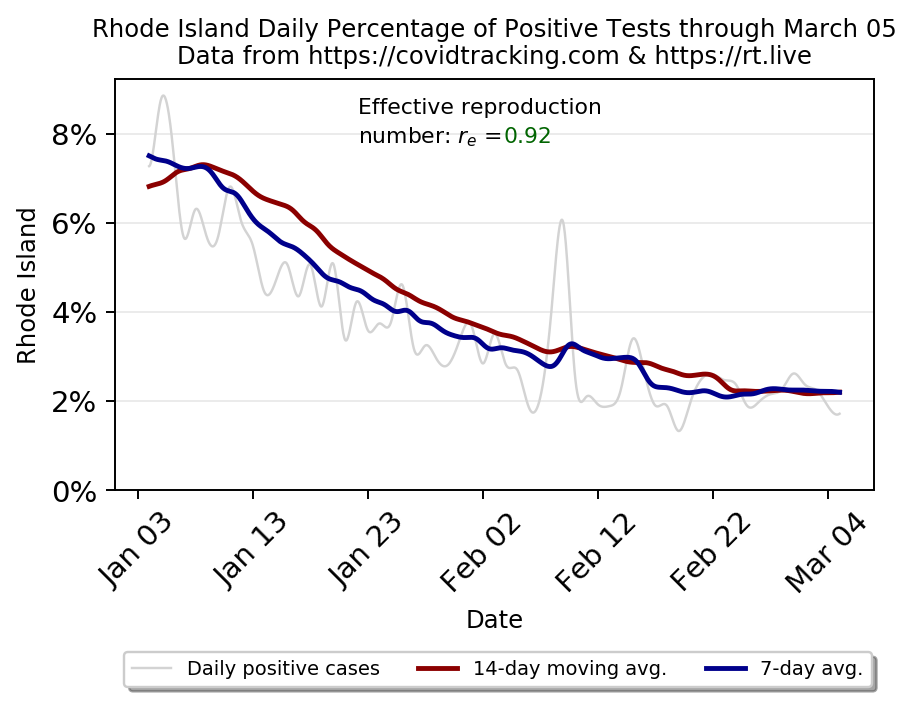 Rhode Island Daily Percentage of Positive Tests through March 05
Data from https://covidtracking.com & https://rt.live
Effective reproduction
number: rₑ =0.92
8%
6%
4%
2%
0%
Rhode Island
Jan 03
Jan 13
Jan 23
Feb 02
Feb 12
Feb 22
Mar 04
Date
Daily positive cases
14-day moving avg.
7-day avg.